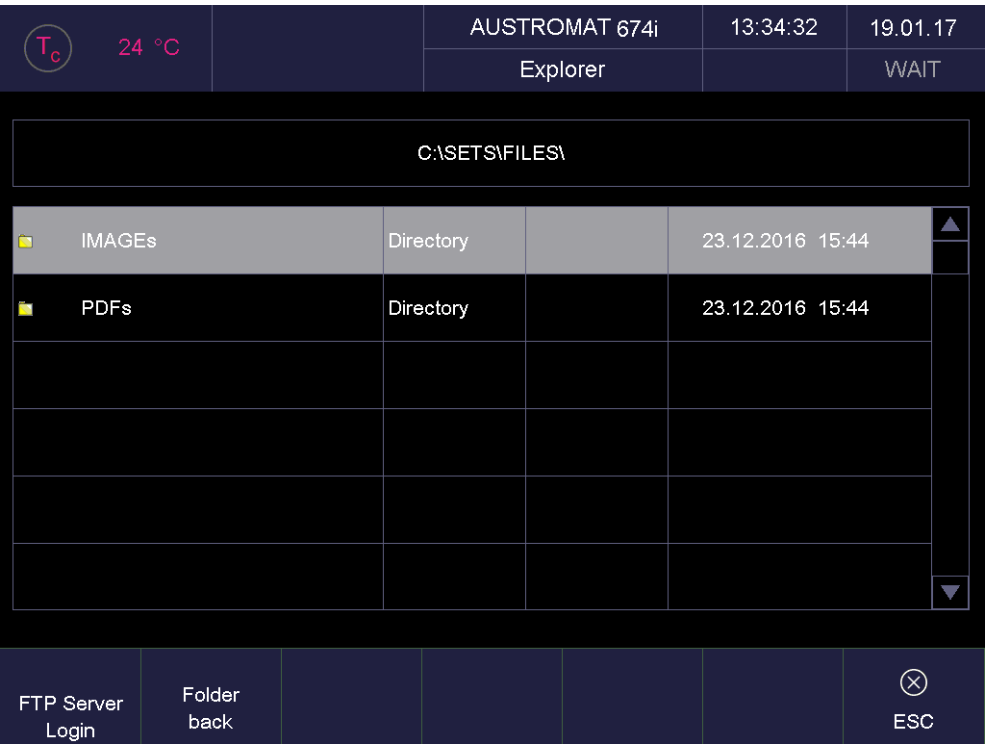 Tc 24 °C AUSTROMAT 674i 13:34:32 19.01.17
Explorer WAIT
C:\SETS\FILES\
IMAGEs Directory 23.12.2016 15:44
PDFs Directory 23.12.2016 15:44
FTP Server
Login
Folder
back
ESC